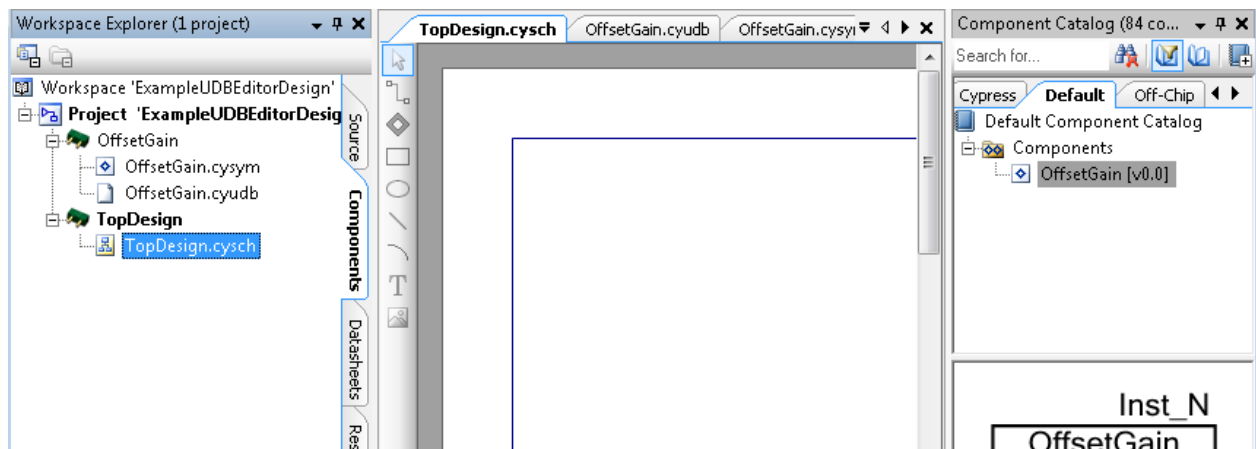 Workspace Explorer (1 project)
Workspace 'ExampleUDBEditorDesign'
Project 'ExampleUDBEditorDesig
OffsetGain
OffsetGain.cysym
OffsetGain.cyudb
TopDesign
TopDesign.cysch
Source
Components
Datasheets
Res
TopDesign.cysch
OffsetGain.cyudb
OffsetGain.cysyr
T
Component Catalog (84 co...
Search for...
Cypress
Default
Off-Chip
Default Component Catalog
Components
OffsetGain [v0.0]
Inst_N
OffsetGain